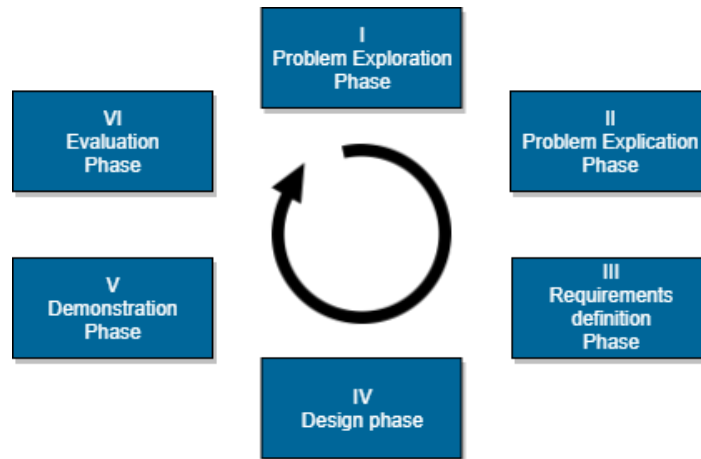 I
Problem Exploration
Phase
II
Problem Explication
Phase
III
Requirements
definition
Phase
IV
Design phase
V
Demonstration
Phase
VI
Evaluation
Phase